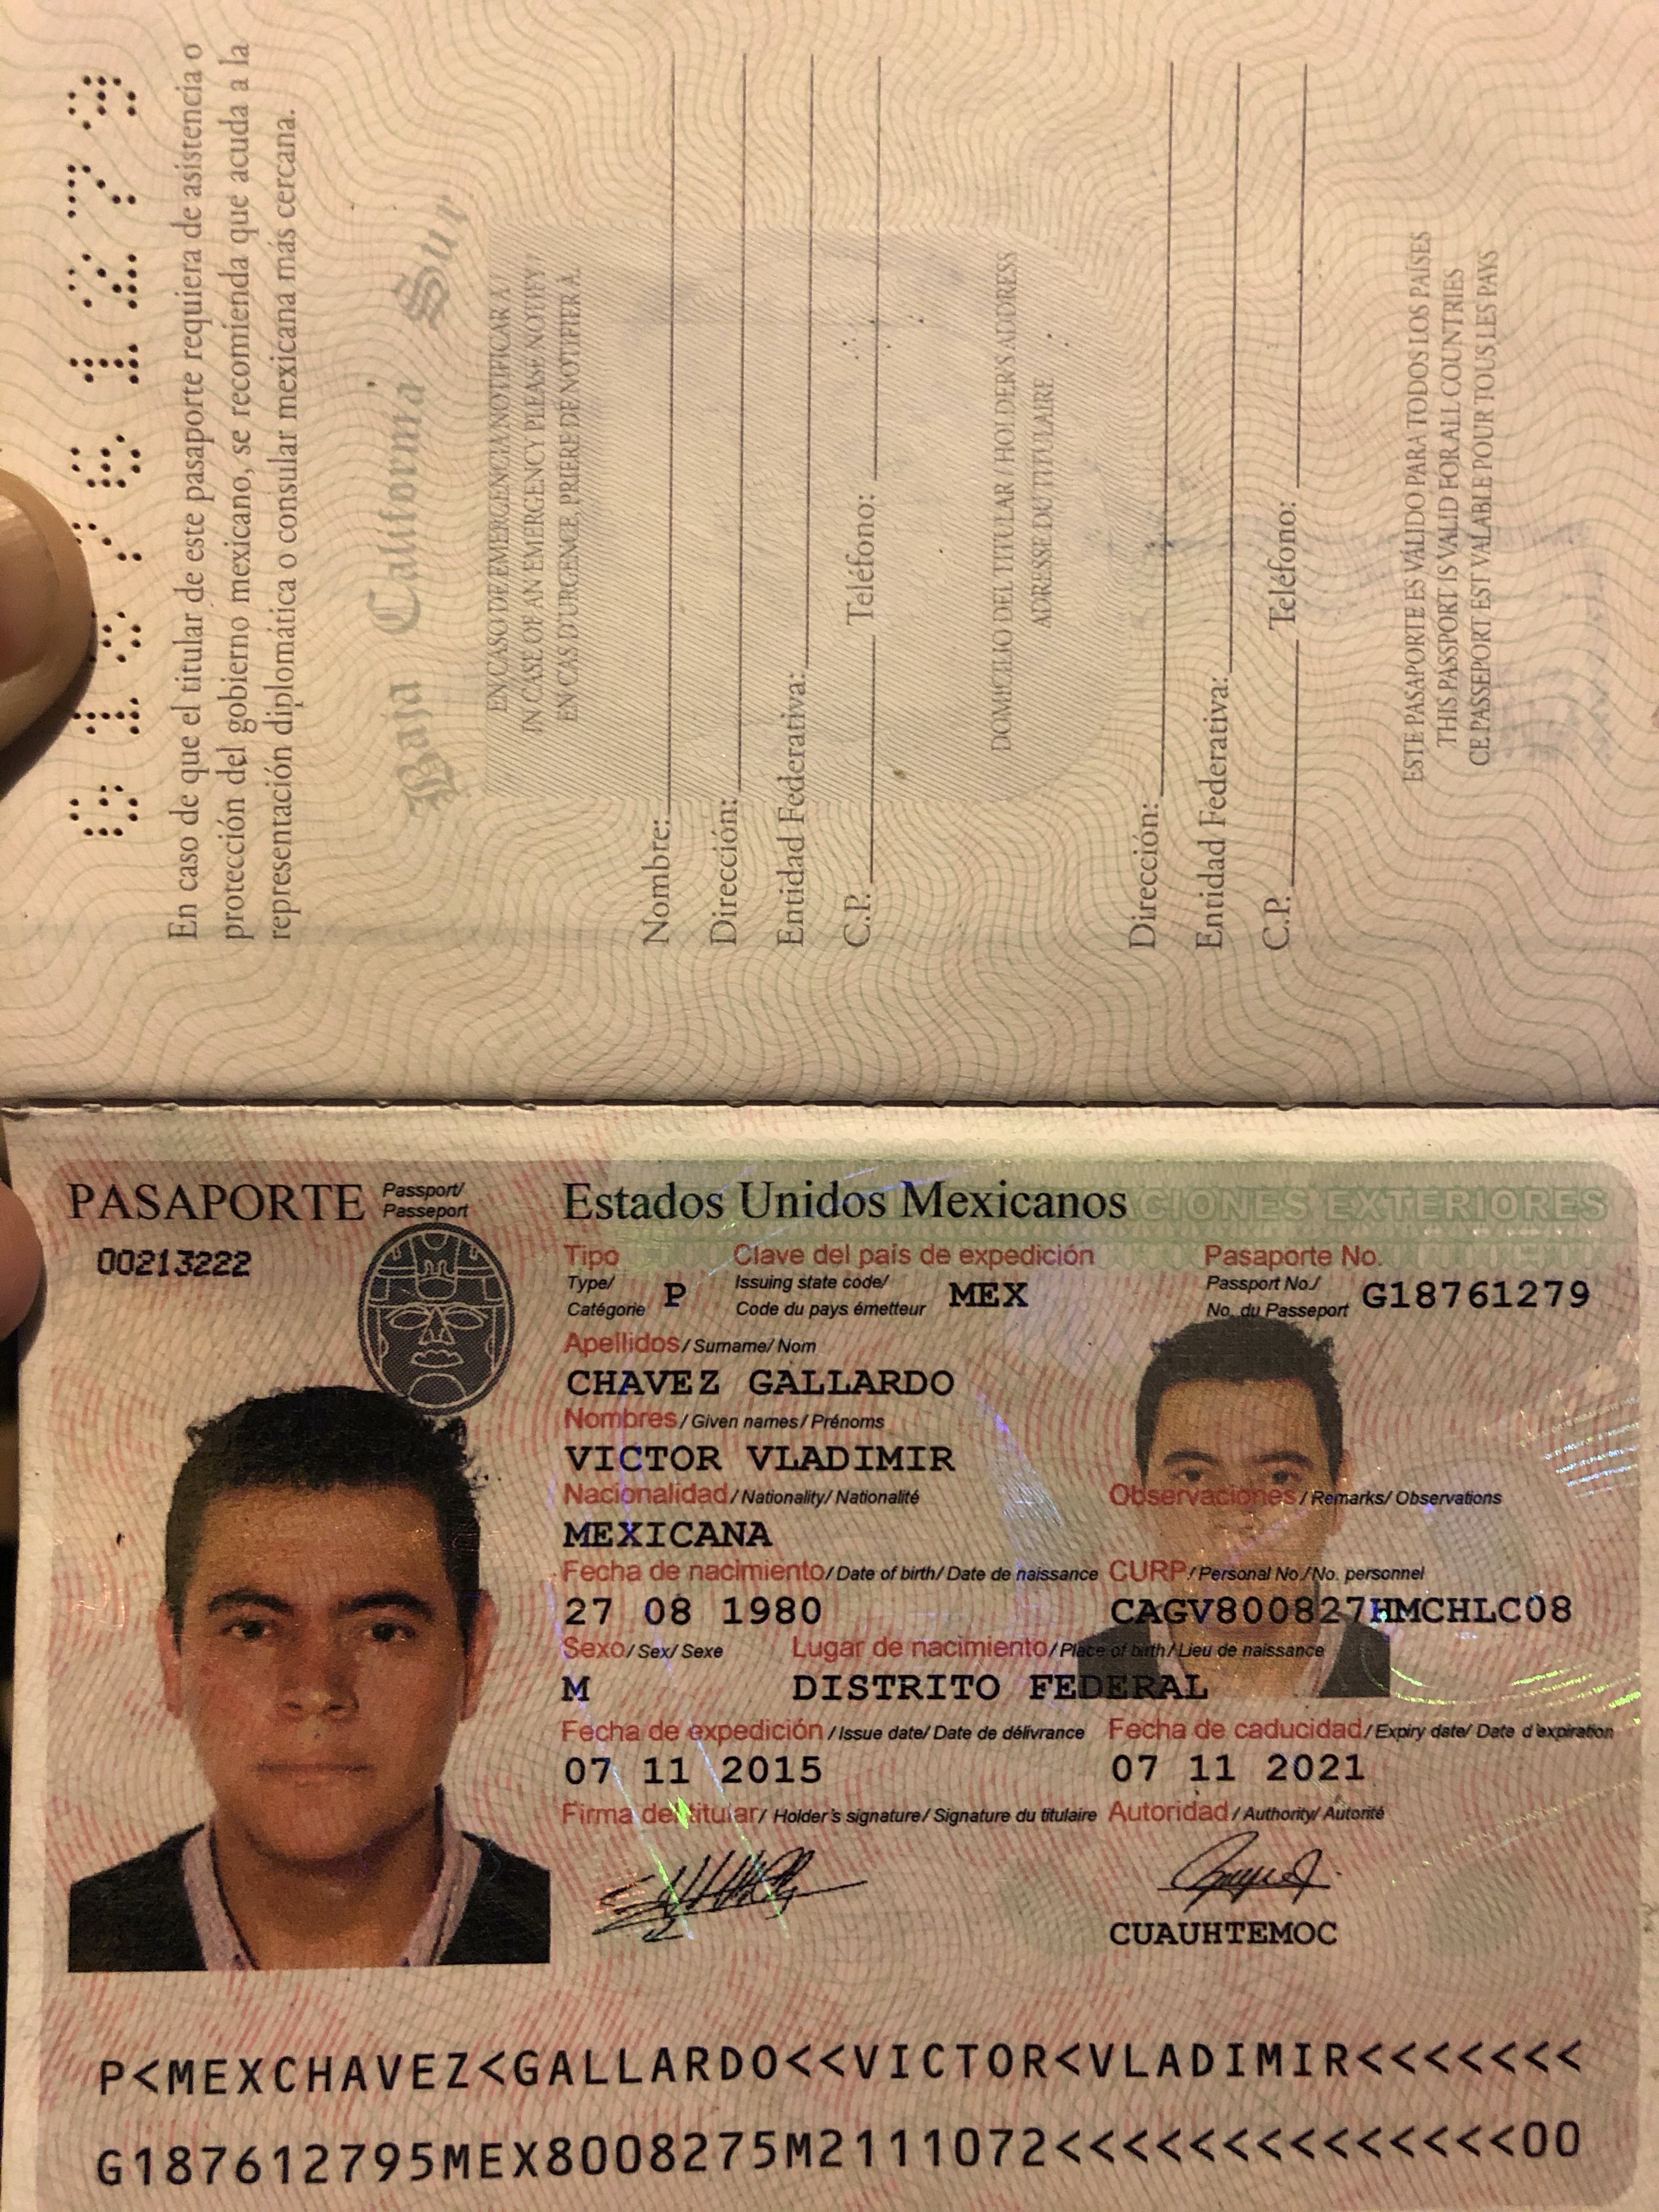 G18761279
En caso de que el titular de este pasaporte requiera de asistencia o
protección del gobierno mexicano, se recomienda que acuda a la
representación diplomática o consular mexicana más cercana.
Baja California Sur
EN CASO DE EMERGENCIA NOTIFICAR A /
IN CASE OF AN EMERGENCY PLEASE NOTIFY /
EN CAS D'URGENCE, PRIERE DE NOTIFIER À
Nombre:
Dirección:
Entidad Federativa:
C.P. Teléfono:
DOMICILIO DEL TITULAR / HOLDER'S ADDRESS
ADRESSE DU TITULAIRE
Dirección:
Entidad Federativa:
C.P. Teléfono:
ESTE PASAPORTE ES VÁLIDO PARA TODOS LOS PAÍSES
THIS PASSPORT IS VALID FOR ALL COUNTRIES
CE PASSEPORT EST VALABLE POUR TOUS LES PAYS
PASAPORTE Passport/ Passeport Estados Unidos Mexicanos CIONES EXTERIORES
00213222
Tipo Clave del país de expedición Pasaporte No.
Type/ Issuing state code/ Passport No./
Catégorie P Code du pays émetteur MEX No. du Passeport G18761279
Apellidos/Surname/Nom
CHAVEZ GALLARDO
Nombres/Given names/Prénoms
VICTOR VLADIMIR
Nacionalidad/Nationality/Nationalité Observaciones/Remarks/Observations
MEXICANA
Fecha de nacimiento/Date of birth/Date de naissance CURP/Personal No./No. personnel
27 08 1980 CAGV800827HMCHLC08
Sexo/Sex/Sexe Lugar de nacimiento/Place of birth/Lieu de naissance
M DISTRITO FEDERAL
Fecha de expedición/Issue date/Date de délivrance Fecha de caducidad/Expiry date/Date d'expiration
07 11 2015 07 11 2021
Firma del titular/Holder's signature/Signature du titulaire Autoridad/Authority/Autorité
CUAUHTEMOC
P<MEXCHAVEZ<GALLARDO<<VICTOR<VLADIMIR<<<<<<<
G187612795MEX8008275M2111072<<<<<<<<<<<<<<00